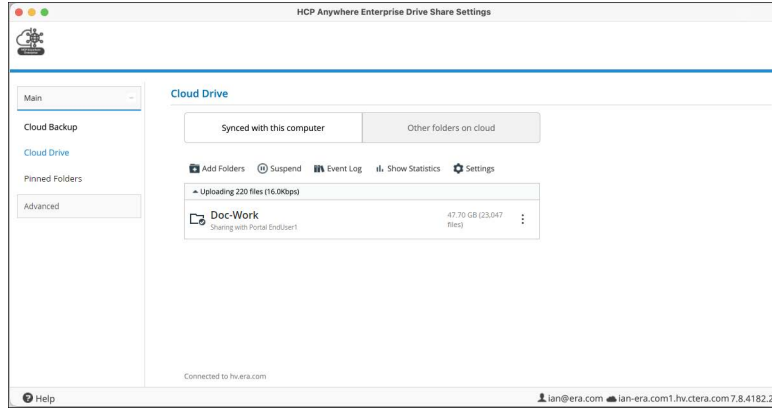 HCP Anywhere Enterprise Drive Share Settings
Main
Cloud Backup
Cloud Drive
Pinned Folders
Advanced
Cloud Drive
Synced with this computer Other folders on cloud
Add Folders Suspend Event Log Show Statistics Settings
Uploading 220 files (16.0Kbps)
Doc-Work
Sharing with Portal EndUser1
47.70 GB (23,047
files)
Connected to hv.era.com
Help ian@era.com ian-era.com1.hv.ctera.com 7.8.4182.2